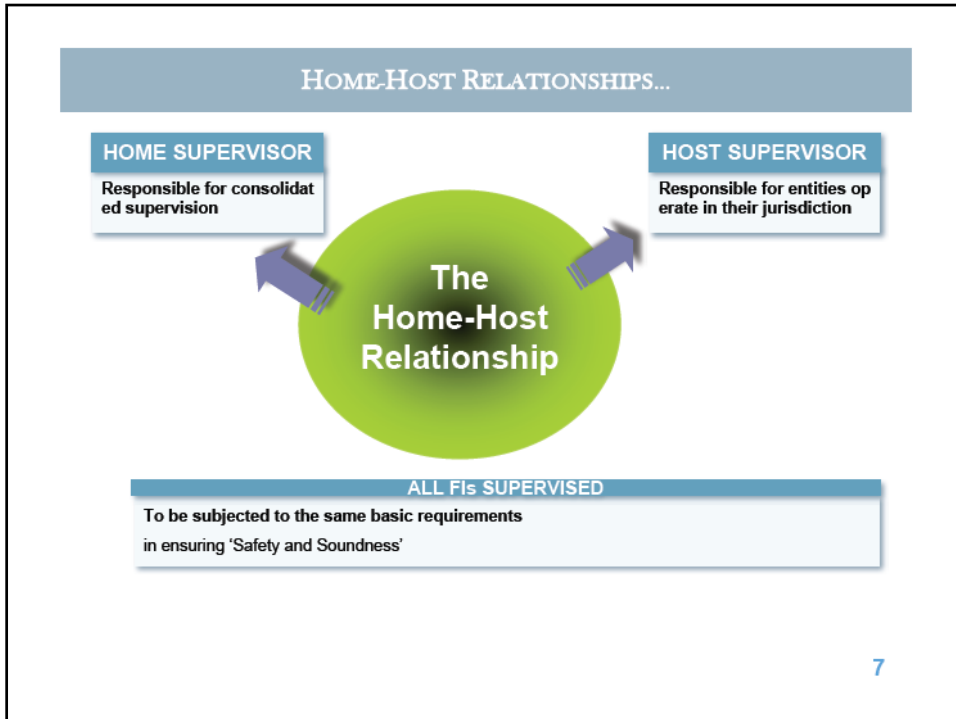 HOME-HOST RELATIONSHIPS...
HOME SUPERVISOR
Responsible for consolidat
ed supervision
HOST SUPERVISOR
Responsible for entities op
erate in their jurisdiction
The
Home-Host
Relationship
ALL FIs SUPERVISED
To be subjected to the same basic requirements
in ensuring ‘Safety and Soundness’
7